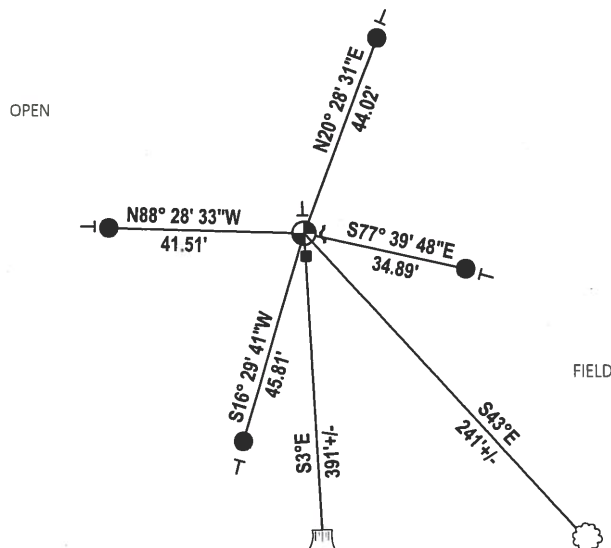 N20° 28' 31"E
44.02'
OPEN
N88° 28' 33"W
41.51'
S77° 39' 48"E
34.89'
S16° 29' 41"W
45.81'
FIELD
S3°E
391'+/-
S43°E
241'+/-